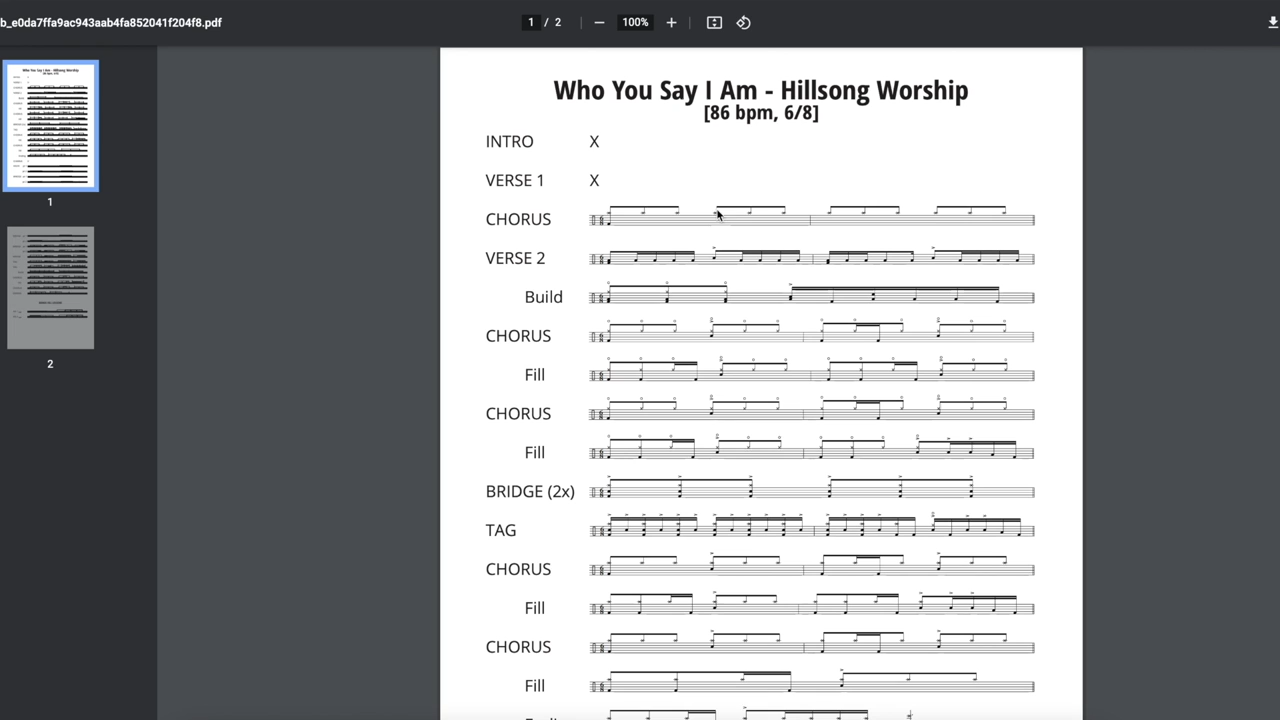 b_e0da7ffa9ac943aab4fa852041f204f8.pdf
1 / 2
100%
Who You Say I Am - Hillsong Worship
[86 bpm, 6/8]
INTRO X
VERSE 1 X
CHORUS
VERSE 2
Build
CHORUS
Fill
CHORUS
Fill
BRIDGE (2x)
TAG
CHORUS
Fill
CHORUS
Fill
1
2